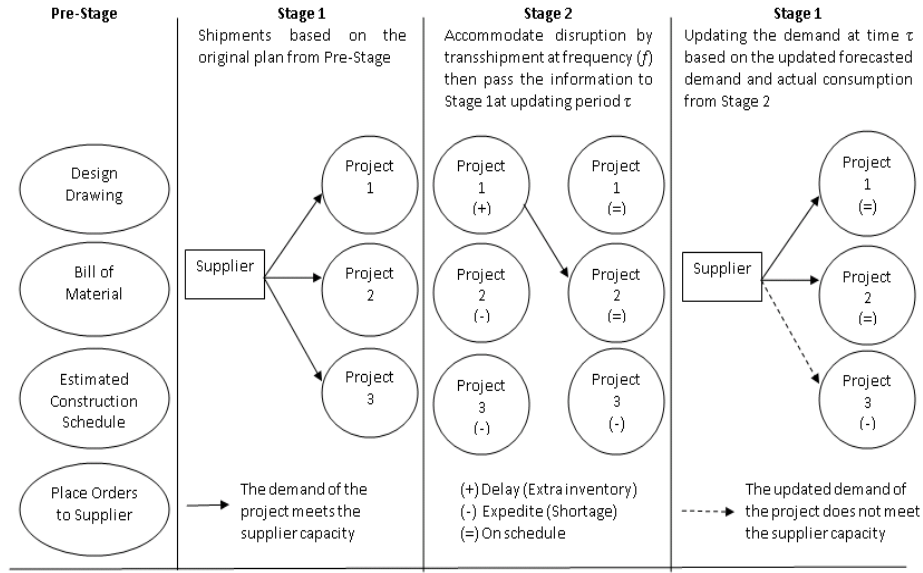 Pre-Stage
Design
Drawing
Bill of
Material
Estimated
Construction
Schedule
Place Orders
to Supplier
Stage 1
Shipments based on the
original plan from Pre-Stage
Supplier
Project
1
Project
2
Project
3
The demand of the
project meets the
supplier capacity
Stage 2
Accommodate disruption by
transshipment at frequency (f)
then pass the information to
Stage 1at updating period τ
Project
1
(+)
Project
1
(=)
Project
2
(-)
Project
2
(=)
Project
3
(-)
Project
3
(-)
(+) Delay (Extra inventory)
(-) Expedite (Shortage)
(=) On schedule
Stage 1
Updating the demand at time τ
based on the updated forecasted
demand and actual consumption
from Stage 2
Supplier
Project
1
(=)
Project
2
(=)
Project
3
(-)
The updated demand of
the project does not meet
the supplier capacity